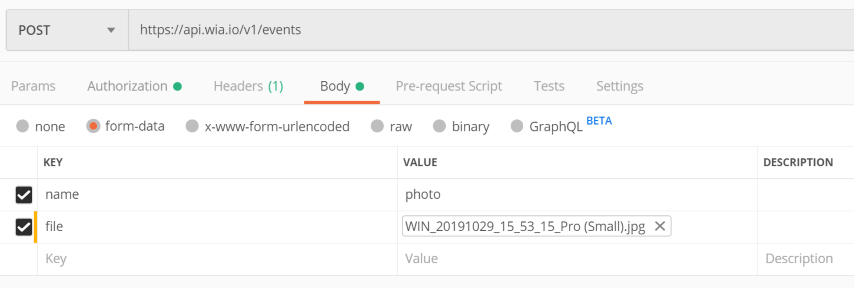 POST https://api.wia.io/v1/events
Params Authorization Headers (1) Body Pre-request Script Tests Settings
none form-data x-www-form-urlencoded raw binary GraphQL BETA
KEY VALUE DESCRIPTION
name photo
file WIN_20191029_15_53_15_Pro (Small).jpg
Key Value Description